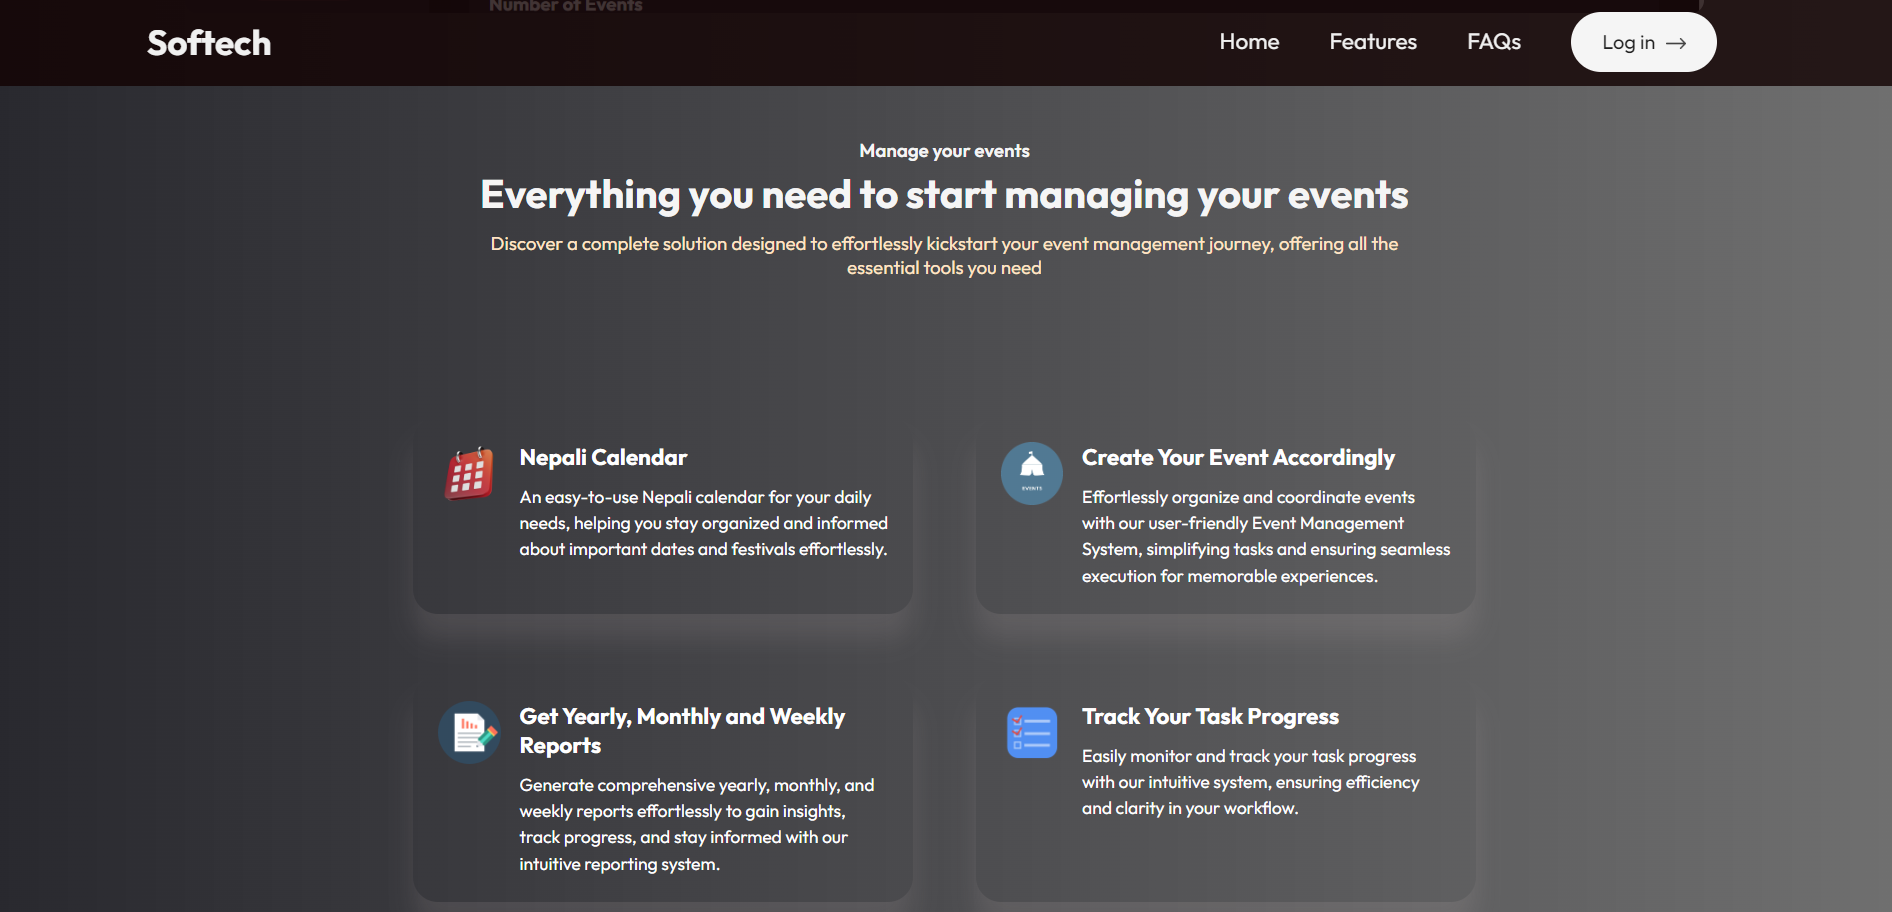 Number of Events
Softech
Home
Features
FAQs
Log in
Manage your events
Everything you need to start managing your events
Discover a complete solution designed to effortlessly kickstart your event management journey, offering all the
essential tools you need
Nepali Calendar
An easy-to-use Nepali calendar for your daily
needs, helping you stay organized and informed
about important dates and festivals effortlessly.
EVENTS
Create Your Event Accordingly
Effortlessly organize and coordinate events
with our user-friendly Event Management
System, simplifying tasks and ensuring seamless
execution for memorable experiences.
Get Yearly, Monthly and Weekly
Reports
Generate comprehensive yearly, monthly, and
weekly reports effortlessly to gain insights,
track progress, and stay informed with our
intuitive reporting system.
Track Your Task Progress
Easily monitor and track your task progress
with our intuitive system, ensuring efficiency
and clarity in your workflow.